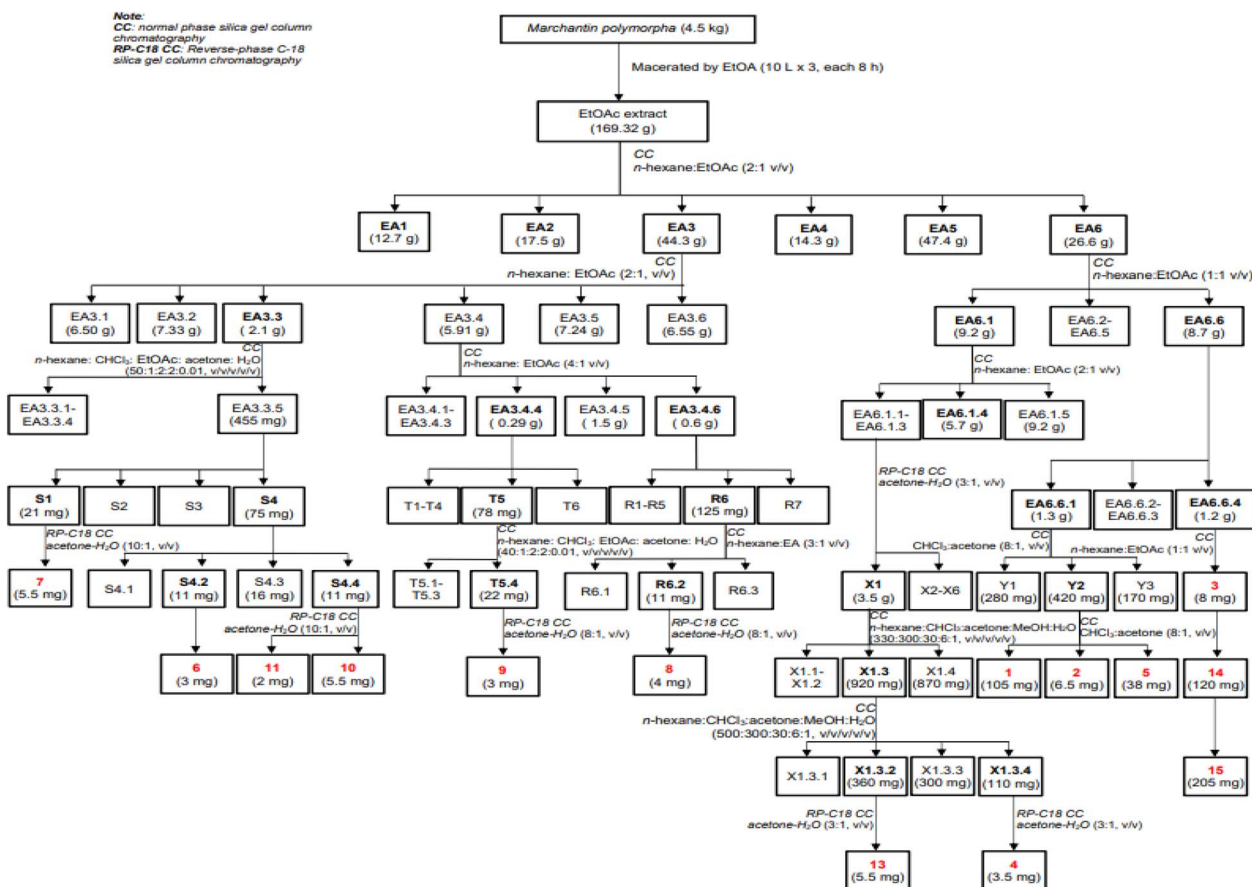 Note:
CC: normal phase silica gel column
chromatography
RP-C18 CC: Reverse-phase C-18
silica gel column chromatography
Marchantin polymorpha (4.5 kg)
Macerated by EtOA (10 L x 3, each 8 h)
EtOAc extract
(169.32 g)
CC
n-hexane:EtOAc (2:1 v/v)
EA1
(12.7 g)
EA2
(17.5 g)
EA3
(44.3 g)
EA4
(14.3 g)
EA5
(47.4 g)
EA6
(26.6 g)
CC
n-hexane: EtOAc (2:1, v/v)
CC
n-hexane:EtOAc (1:1 v/v)
EA3.1
(6.50 g)
EA3.2
(7.33 g)
EA3.3
( 2.1 g)
EA3.4
(5.91 g)
EA3.5
(7.24 g)
EA3.6
(6.55 g)
EA6.1
(9.2 g)
EA6.2-
EA6.5
EA6.6
(8.7 g)
CC
n-hexane: CHCl₃: EtOAc: acetone: H₂O
(50:1:2:2:0.01, v/v/v/v/v)
CC
n-hexane: EtOAc (4:1 v/v)
CC
n-hexane: EtOAc (2:1 v/v)
EA3.3.1-
EA3.3.4
EA3.3.5
(455 mg)
EA3.4.1-
EA3.4.3
EA3.4.4
( 0.29 g)
EA3.4.5
( 1.5 g)
EA3.4.6
( 0.6 g)
EA6.1.1-
EA6.1.3
EA6.1.4
(5.7 g)
EA6.1.5
(9.2 g)
RP-C18 CC
acetone-H₂O (3:1, v/v)
S1
(21 mg)
S2
S3
S4
(75 mg)
T1-T4
T5
(78 mg)
T6
R1-R5
R6
(125 mg)
R7
EA6.6.1
(1.3 g)
EA6.6.2-
EA6.6.3
EA6.6.4
(1.2 g)
RP-C18 CC
acetone-H₂O (10:1, v/v)
CC
n-hexane: CHCl₃: EtOAc: acetone: H₂O
(40:1:2:2:0.01, v/v/v/v/v)
CC
n-hexane:EA (3:1 v/v)
CC
CHCl₃:acetone (8:1, v/v)
CC
n-hexane:EtOAc (1:1 v/v)
7
(5.5 mg)
S4.1
S4.2
(11 mg)
S4.3
(16 mg)
S4.4
(11 mg)
T5.1-
T5.3
T5.4
(22 mg)
R6.1
R6.2
(11 mg)
R6.3
X1
(3.5 g)
X2-X6
Y1
(280 mg)
Y2
(420 mg)
Y3
(170 mg)
3
(8 mg)
RP-C18 CC
acetone-H₂O (10:1, v/v)
RP-C18 CC
acetone-H₂O (8:1, v/v)
RP-C18 CC
acetone-H₂O (8:1, v/v)
CC
n-hexane:CHCl₃:acetone:MeOH:H₂O
(330:300:30:6:1, v/v/v/v/v)
CC
CHCl₃:acetone (8:1, v/v)
6
(3 mg)
11
(2 mg)
10
(5.5 mg)
9
(3 mg)
8
(4 mg)
X1.1-
X1.2
X1.3
(920 mg)
X1.4
(870 mg)
1
(105 mg)
2
(6.5 mg)
5
(38 mg)
14
(120 mg)
CC
n-hexane:CHCl₃:acetone:MeOH:H₂O
(500:300:30:6:1, v/v/v/v/v)
X1.3.1
X1.3.2
(360 mg)
X1.3.3
(300 mg)
X1.3.4
(110 mg)
15
(205 mg)
RP-C18 CC
acetone-H₂O (3:1, v/v)
RP-C18 CC
acetone-H₂O (3:1, v/v)
13
(5.5 mg)
4
(3.5 mg)